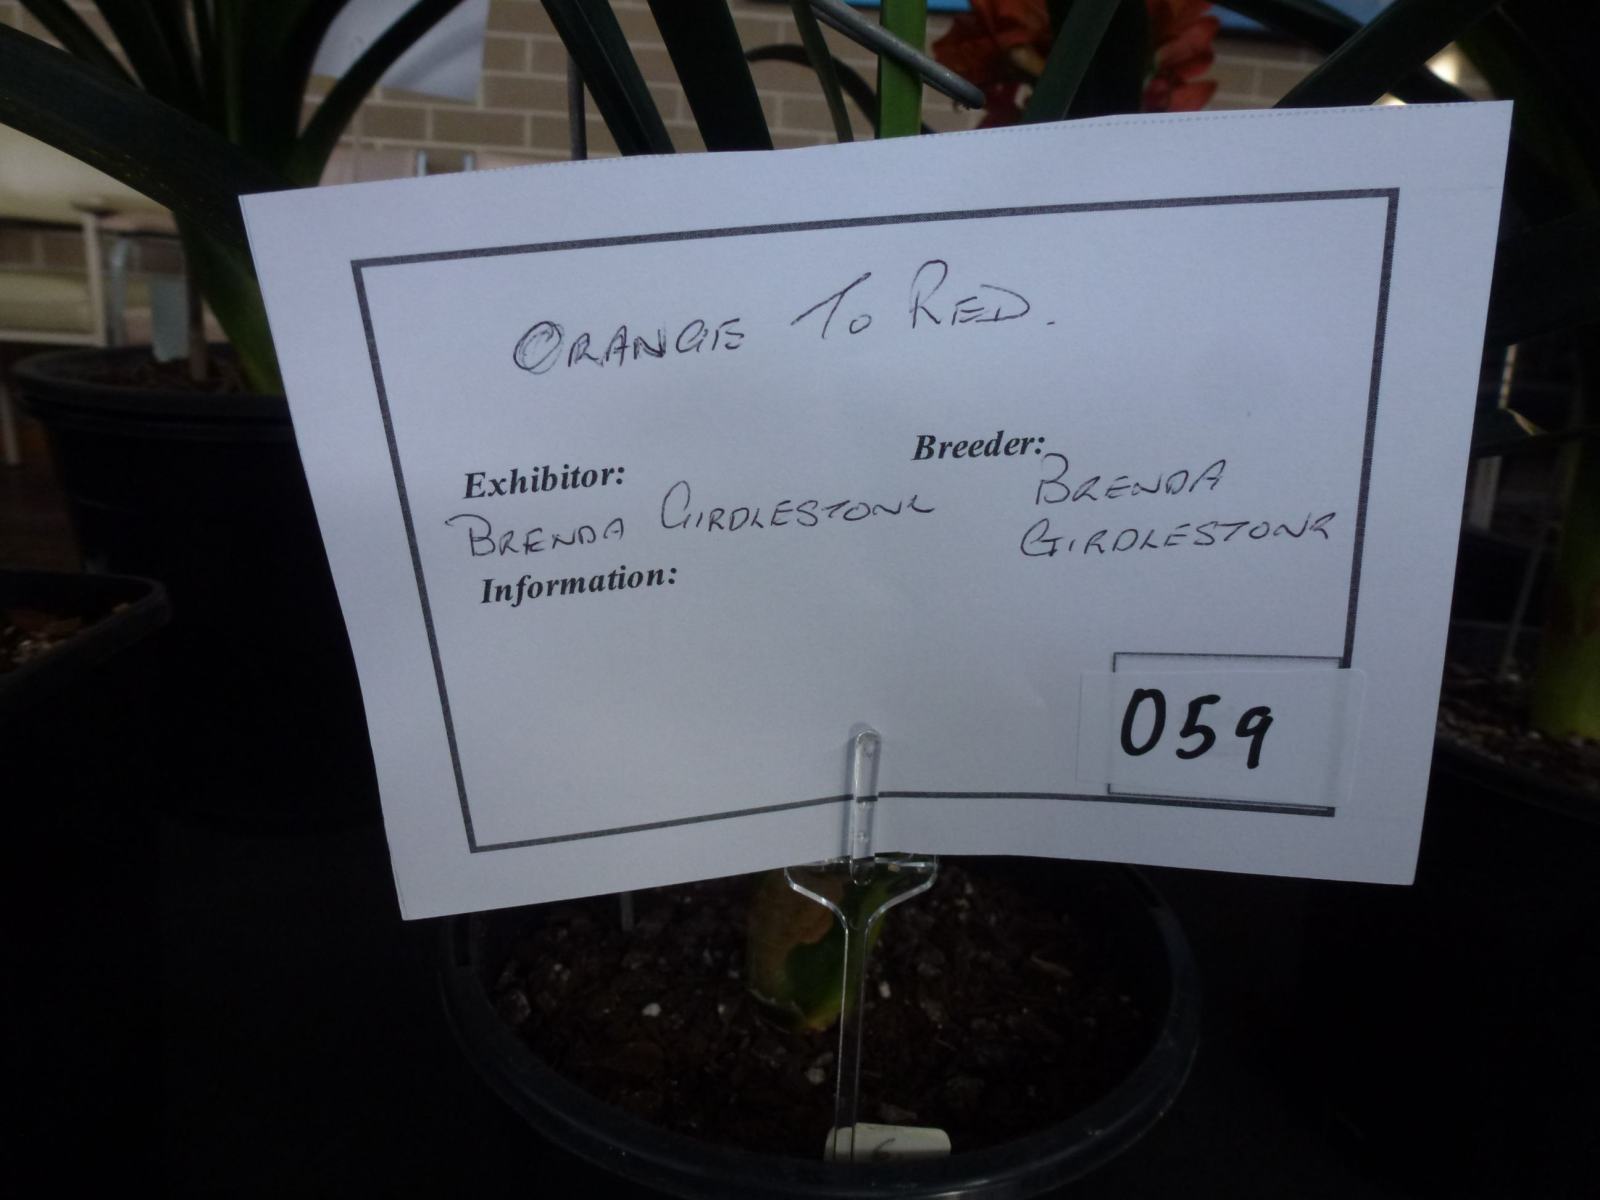 ORANGE TO RED.
Exhibitor:
BRENDA GIRDLESTONE
Breeder:
BRENDA
GIRDLESTONE
Information:
059